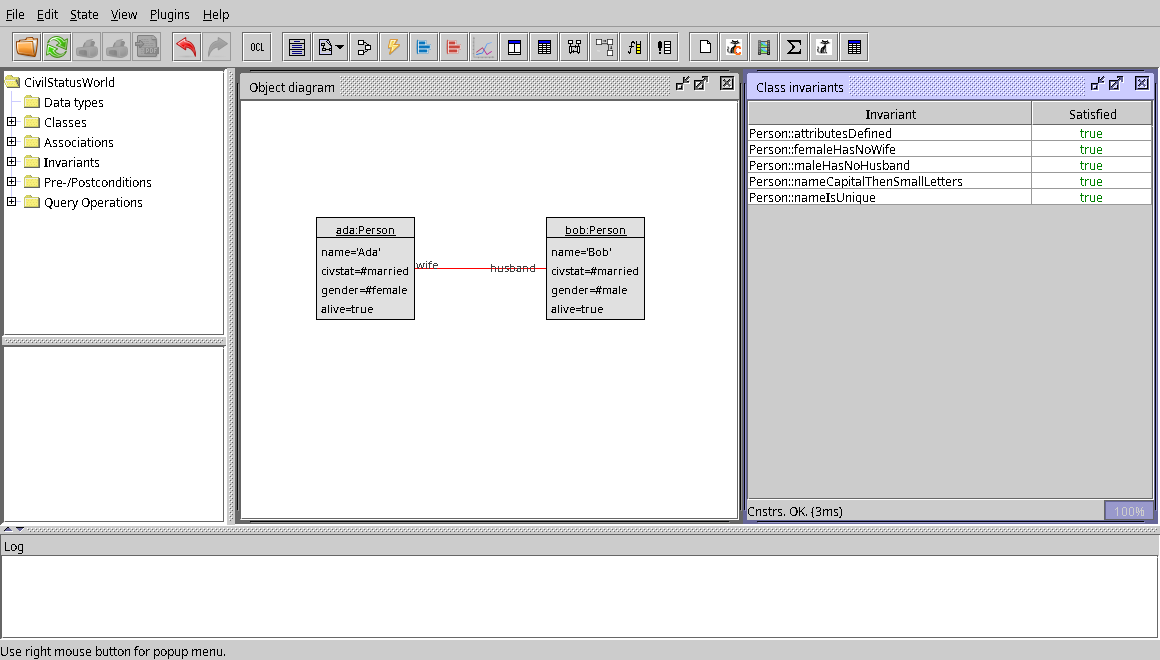 File Edit State View Plugins Help
OCL
CivilStatusWorld
Data types
Classes
Associations
Invariants
Pre-/Postconditions
Query Operations
Object diagram
ada:Person
name='Ada'
civstat=#married
gender=#female
alive=true
wife
husband
bob:Person
name='Bob'
civstat=#married
gender=#male
alive=true
Class invariants
Invariant Satisfied
Person::attributesDefined true
Person::femaleHasNoWife true
Person::maleHasNoHusband true
Person::nameCapitalThenSmallLetters true
Person::nameIsUnique true
Cnstrs. OK. (3ms) 100%
Log
Use right mouse button for popup menu.